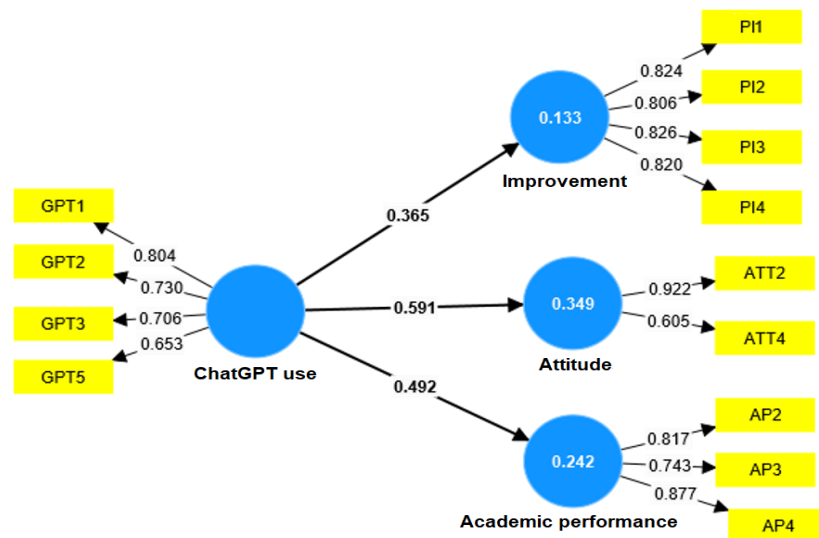 PI1
0.824
PI2
0.806
0.133
0.826
PI3
0.820
Improvement
PI4
GPT1
0.365
0.804
GPT2
0.730
ATT2
0.922
GPT3
0.706
0.591
0.349
0.653
0.605
ATT4
GPT5
ChatGPT use
Attitude
0.492
AP2
0.817
0.242
0.743
AP3
0.877
Academic performance
AP4